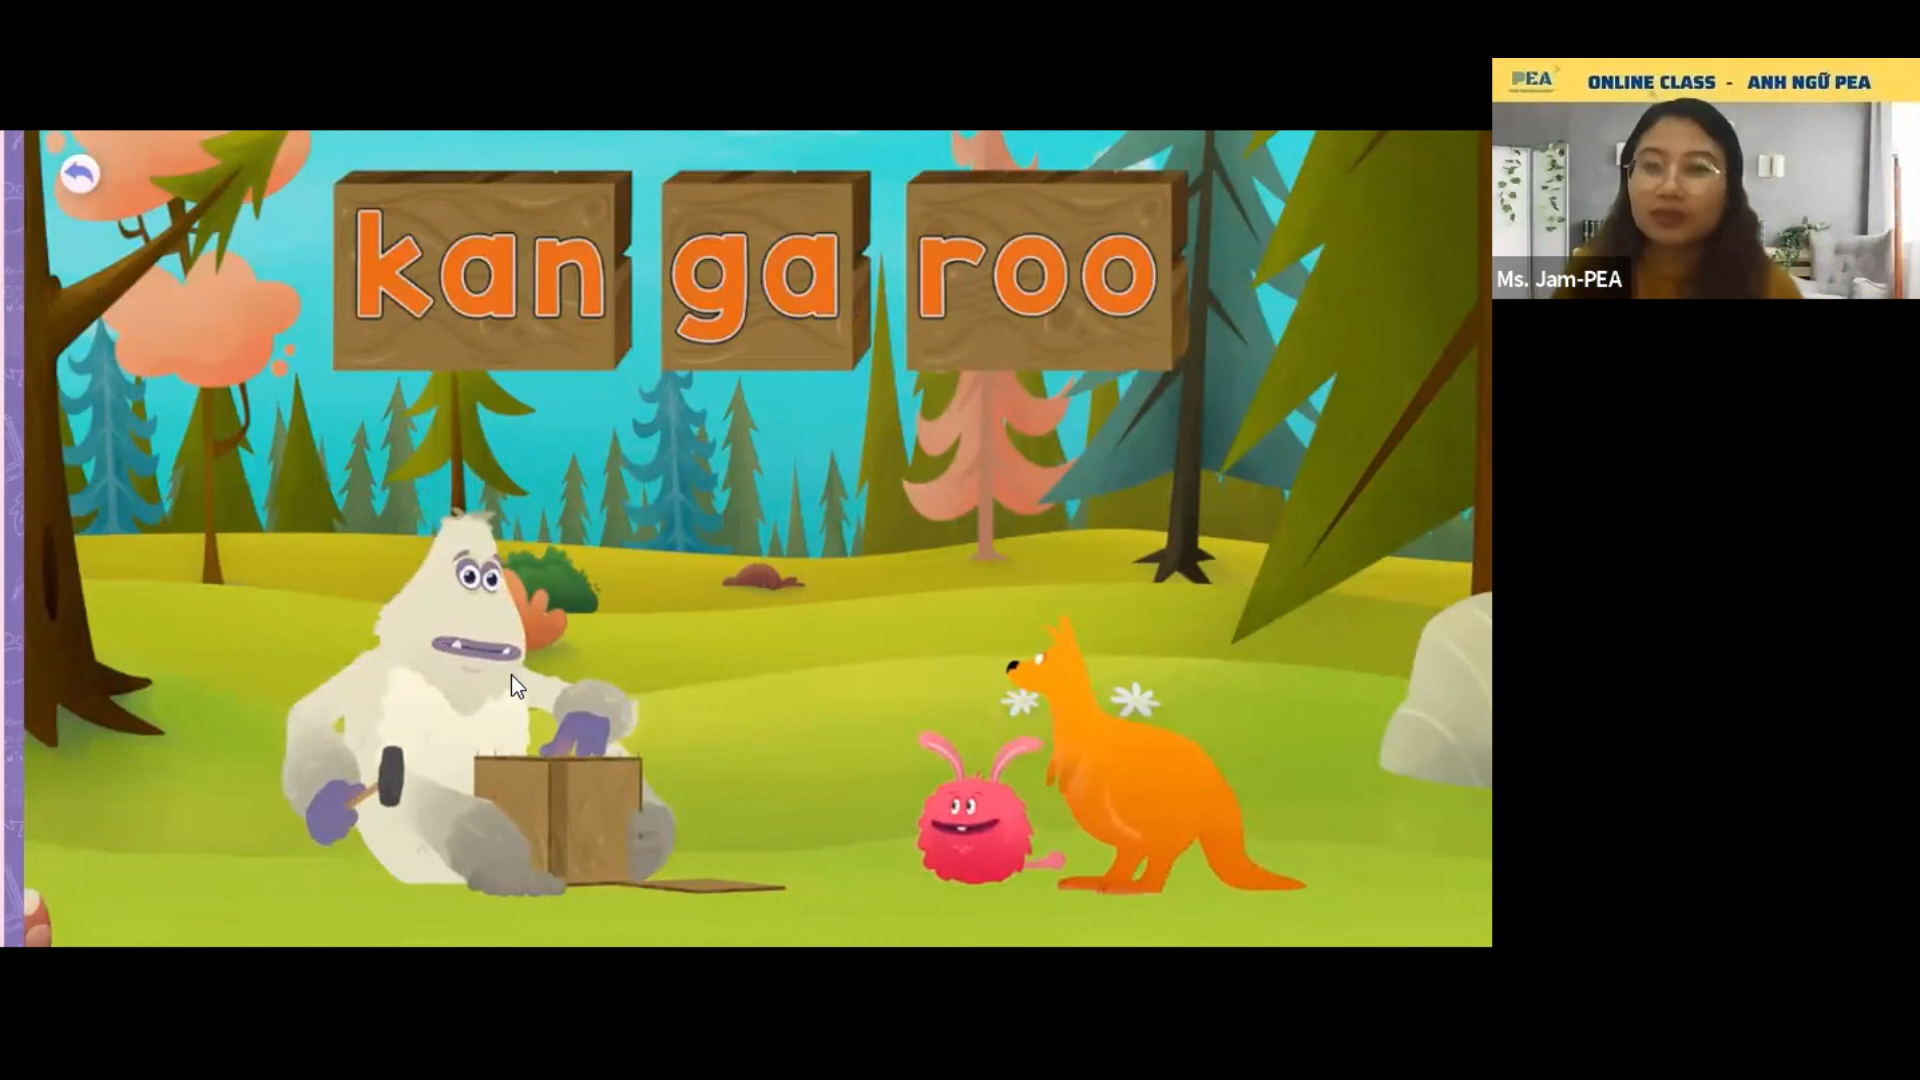 kan ga roo
PEA
ONLINE CLASS - ANH NGỮ PEA
Ms. Jam-PEA